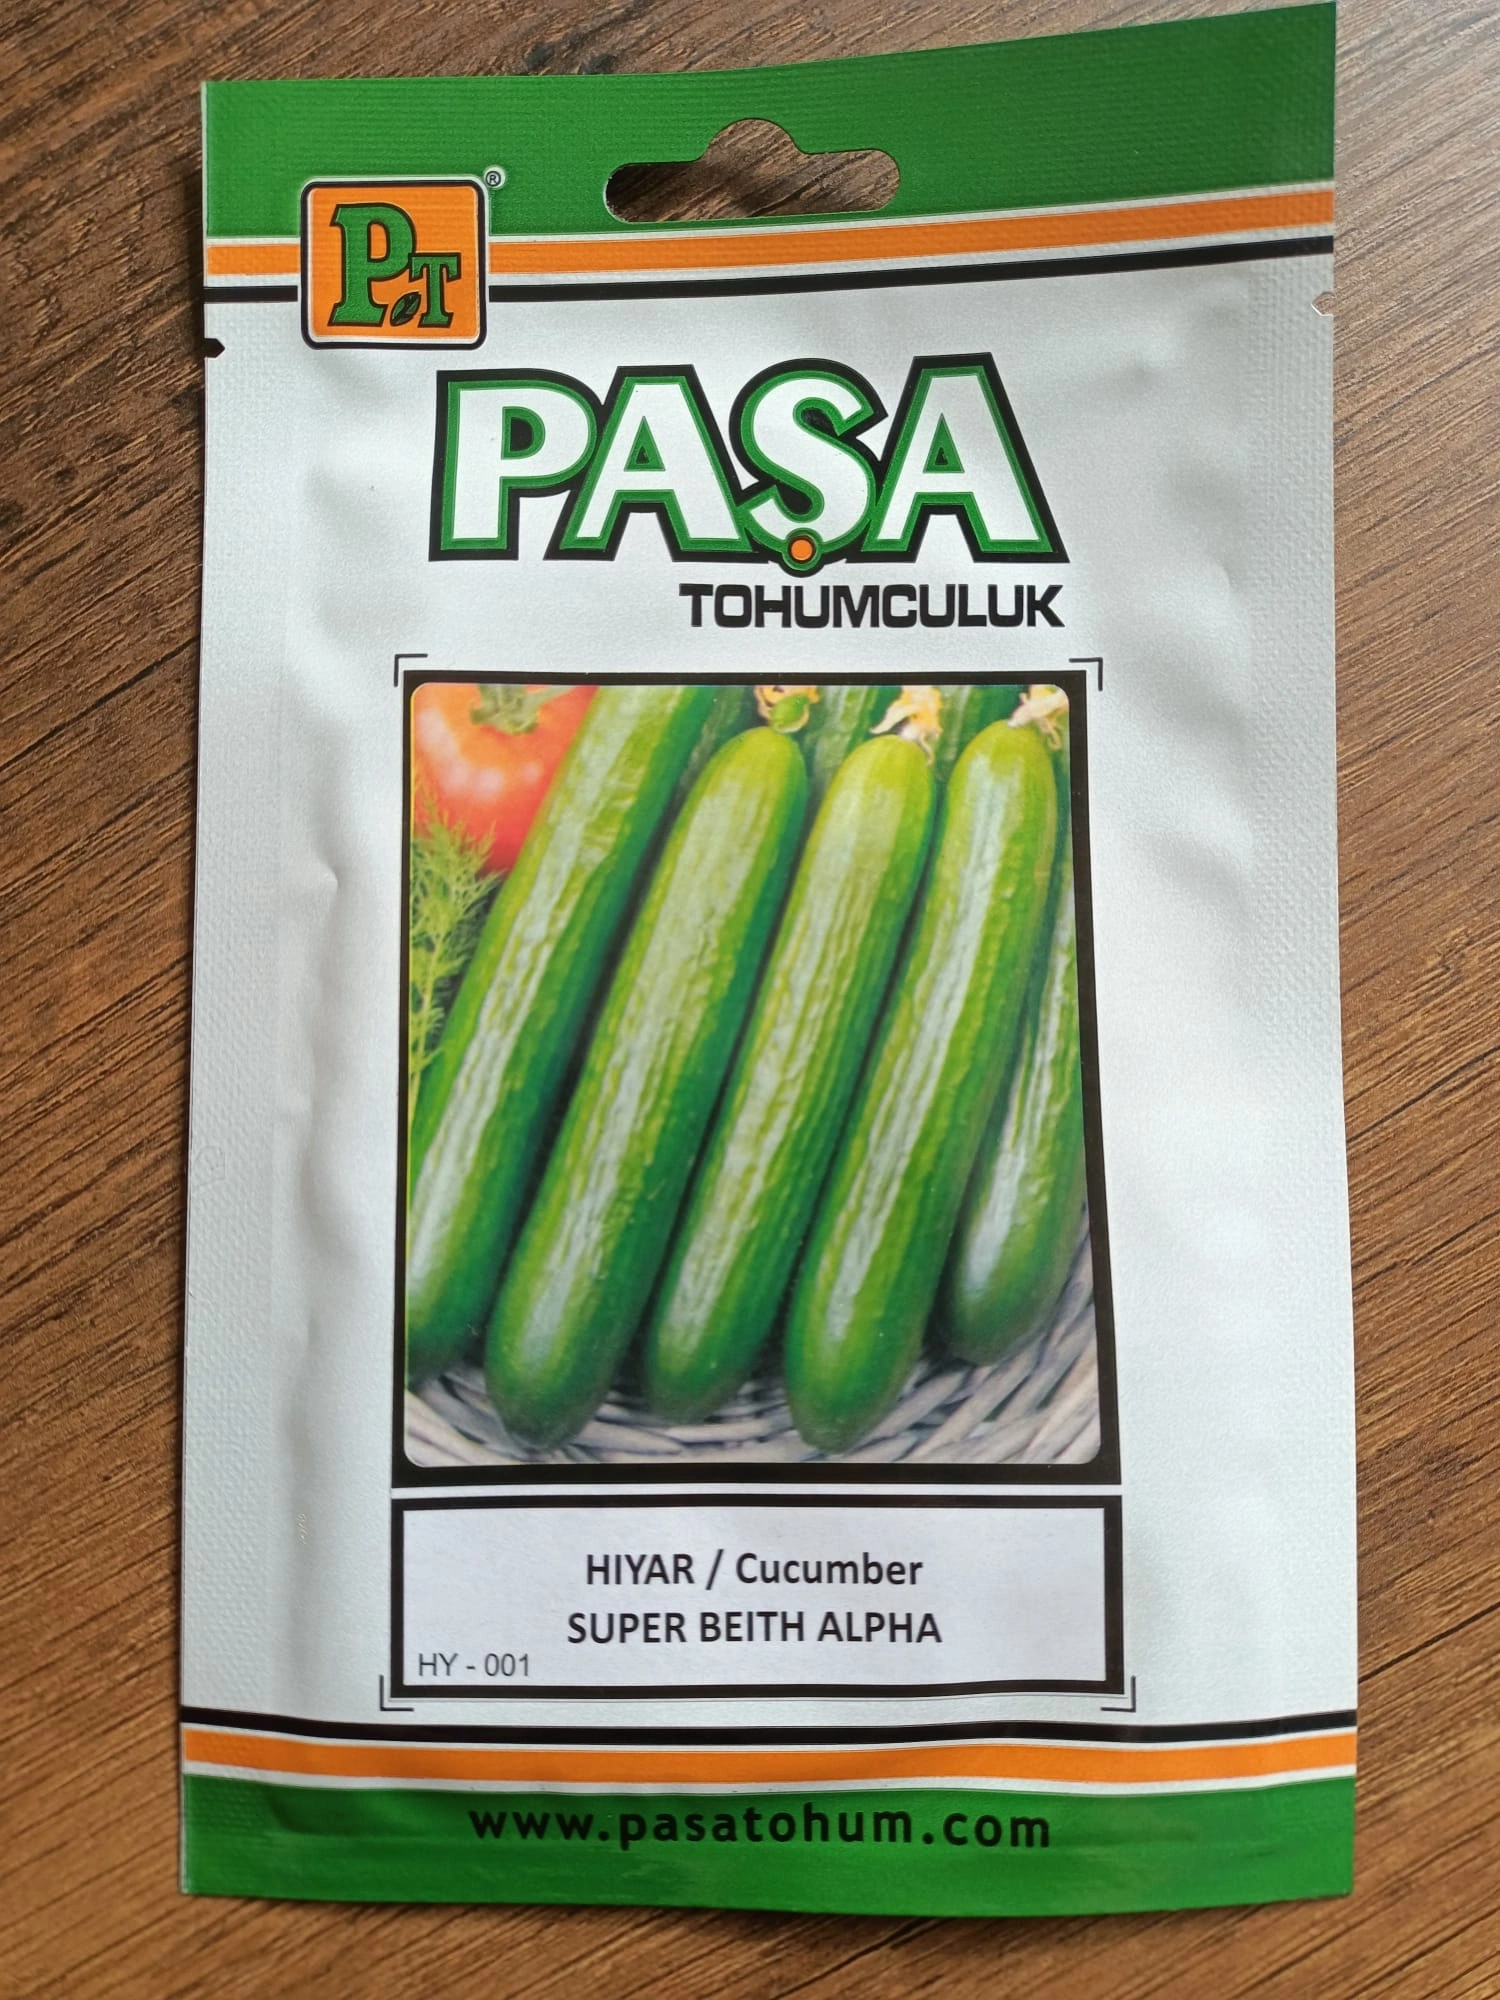 PT ®
PAŞA
TOHUMCULUK
HIYAR / Cucumber
SUPER BEITH ALPHA
HY - 001
www.pasatohum.com